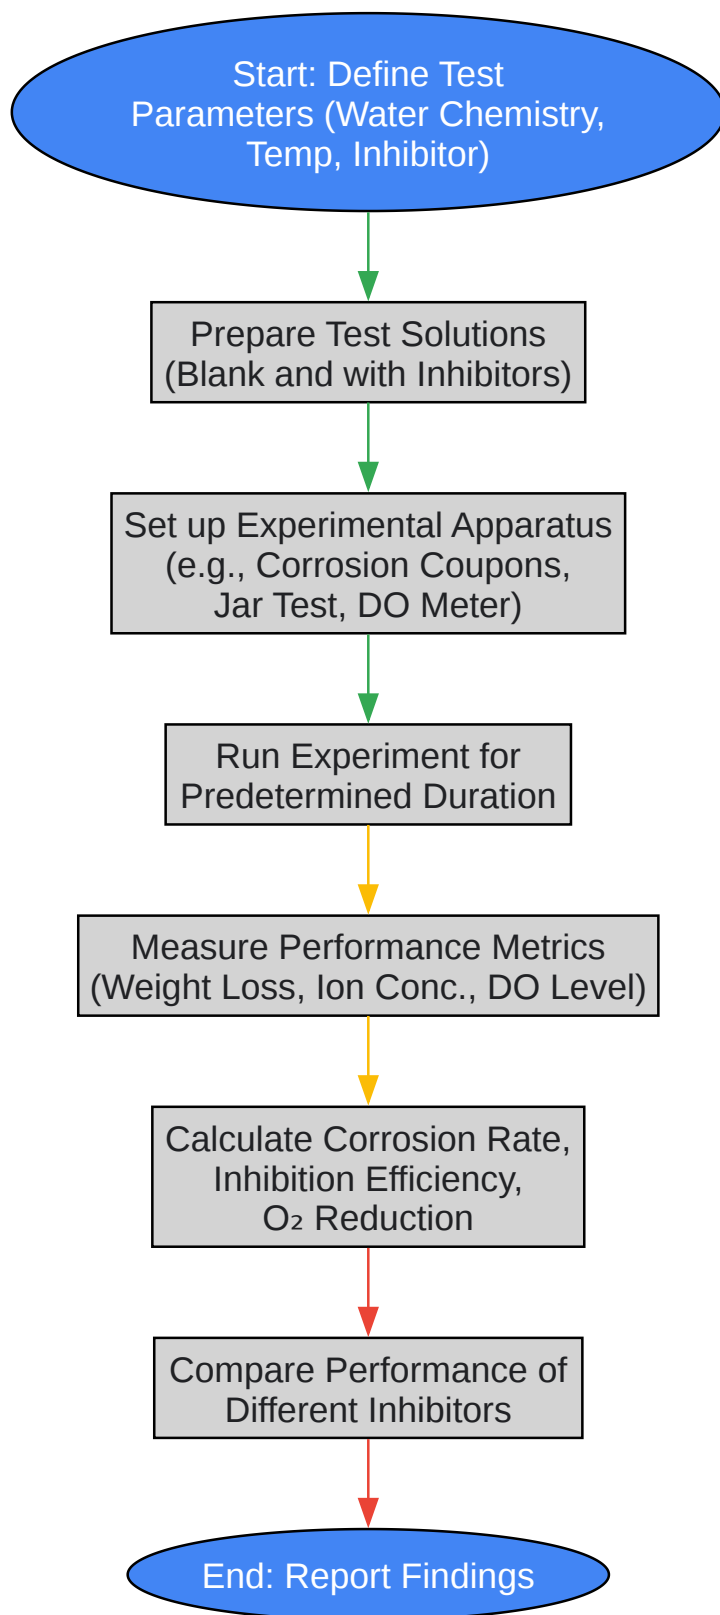 Start: Define Test
Parameters (Water Chemistry,
Temp, Inhibitor)
Prepare Test Solutions
(Blank and with Inhibitors)
Set up Experimental Apparatus
(e.g., Corrosion Coupons,
Jar Test, DO Meter)
Run Experiment for
Predetermined Duration
Measure Performance Metrics
(Weight Loss, Ion Conc., DO Level)
Calculate Corrosion Rate,
Inhibition Efficiency,
O₂ Reduction
Compare Performance of
Different Inhibitors
End: Report Findings